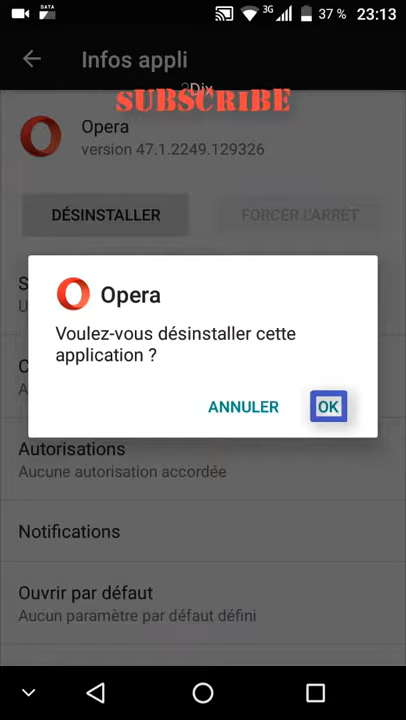 DATA
3G
37 %
23:13
Infos appli
SUBSCRIBE
Opera
version 47.1.2249.129326
DÉSINSTALLER
FORCER L'ARRÊT
Opera
Voulez-vous désinstaller cette
application ?
ANNULER
OK
Autorisations
Aucune autorisation accordée
Notifications
Ouvrir par défaut
Aucun paramètre par défaut défini